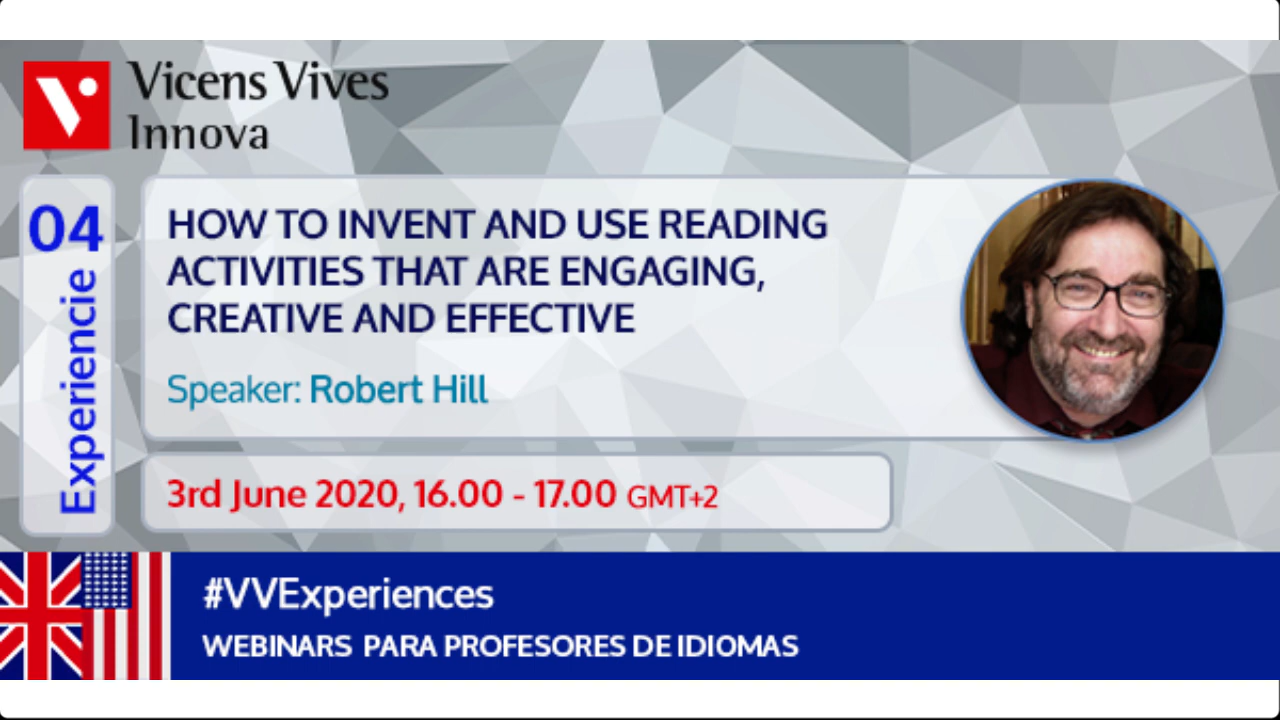 Vicens Vives
Innova
04
Experiencie
HOW TO INVENT AND USE READING
ACTIVITIES THAT ARE ENGAGING,
CREATIVE AND EFFECTIVE
Speaker: Robert Hill
3rd June 2020, 16.00 - 17.00 GMT+2
#VVExperiences
WEBINARS PARA PROFESORES DE IDIOMAS